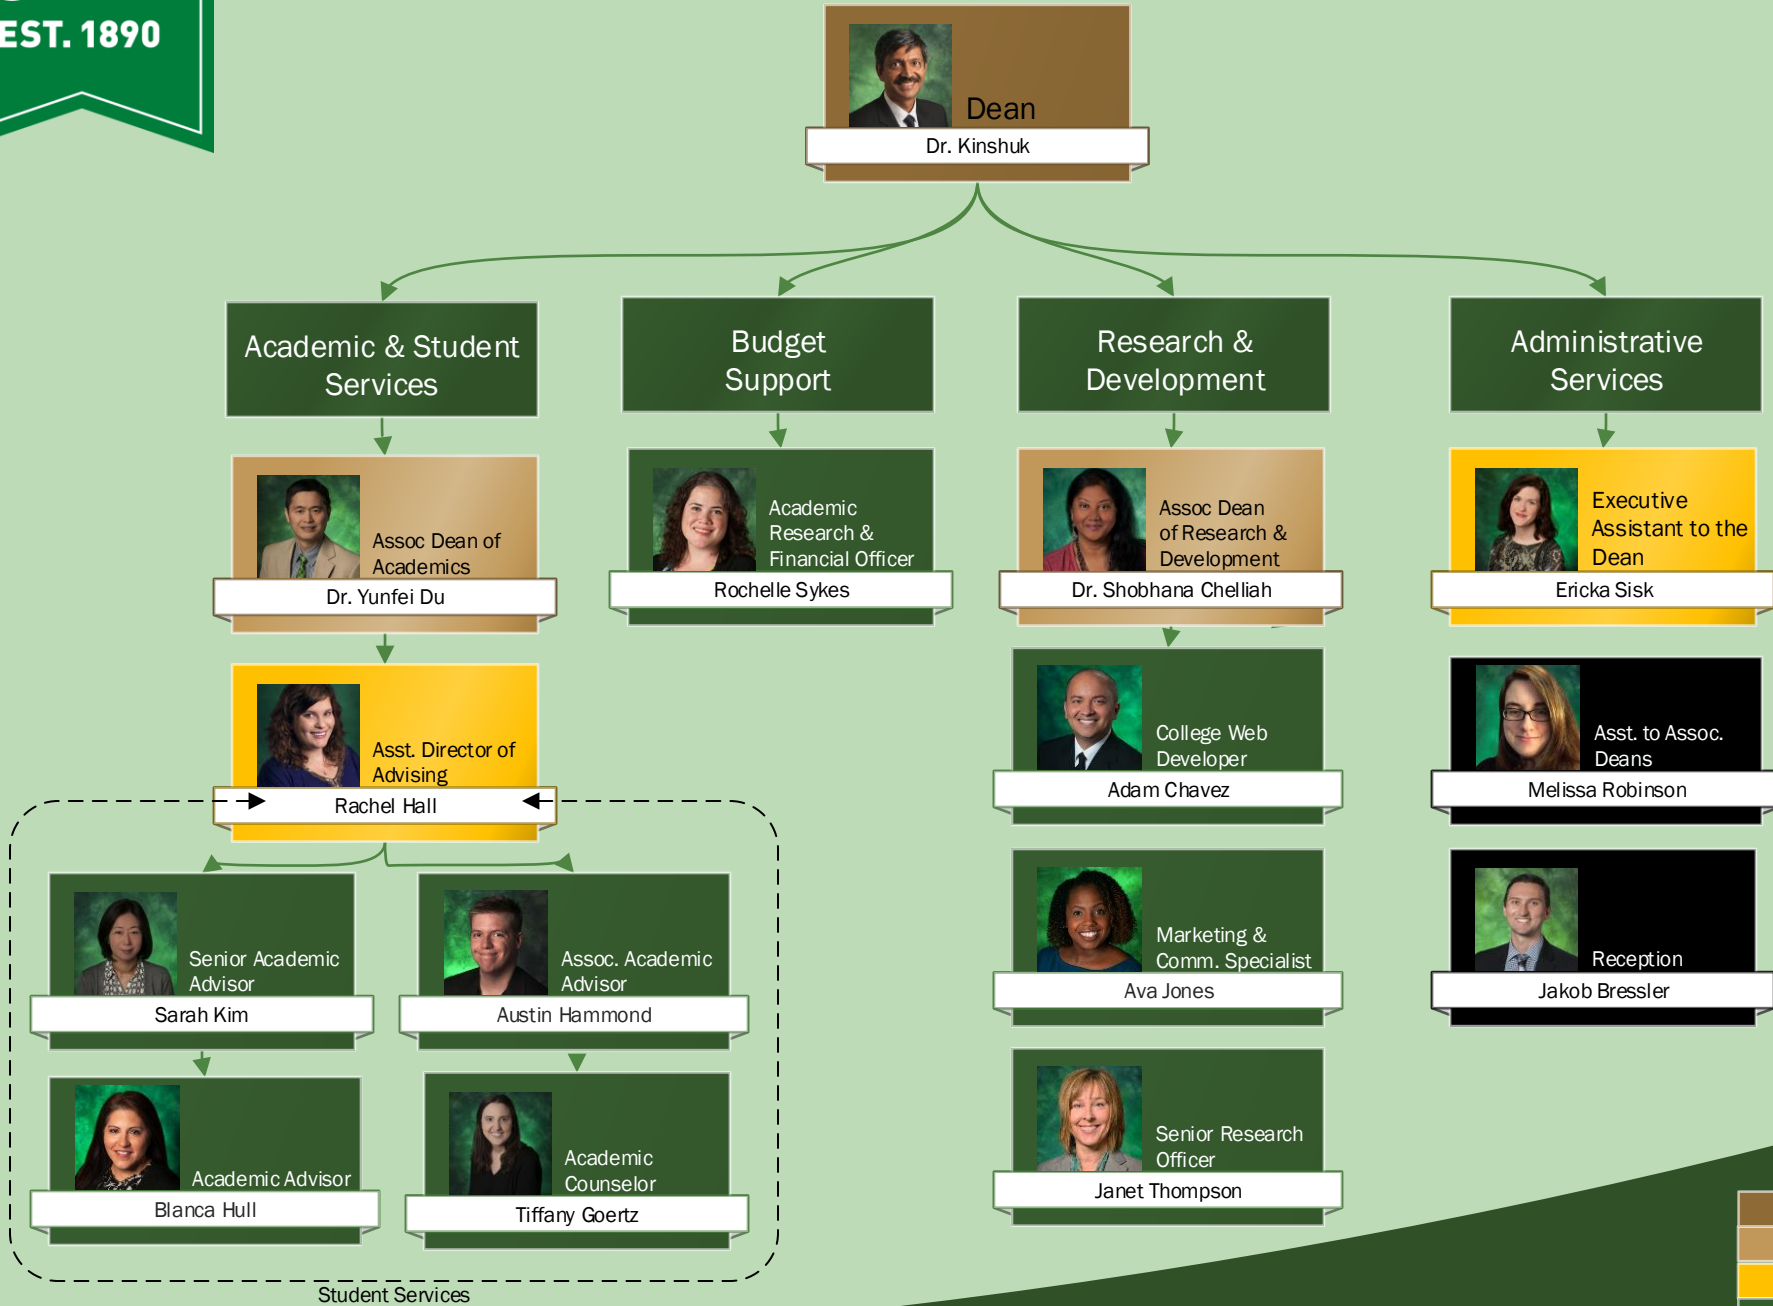 EST. 1890
Dean
Dr. Kinshuk
Academic & Student
Services
Budget
Support
Research &
Development
Administrative
Services
Assoc Dean of
Academics
Dr. Yunfei Du
Academic
Research &
Financial Officer
Rochelle Sykes
Assoc Dean
of Research &
Development
Dr. Shobhana Chelliah
Executive
Assistant to the
Dean
Ericka Sisk
Asst. Director of
Advising
Rachel Hall
College Web
Developer
Adam Chavez
Asst. to Assoc.
Deans
Melissa Robinson
Senior Academic
Advisor
Sarah Kim
Assoc. Academic
Advisor
Austin Hammond
Marketing &
Comm. Specialist
Ava Jones
Reception
Jakob Bressler
Academic Advisor
Blanca Hull
Academic
Counselor
Tiffany Goertz
Senior Research
Officer
Janet Thompson
Student Services